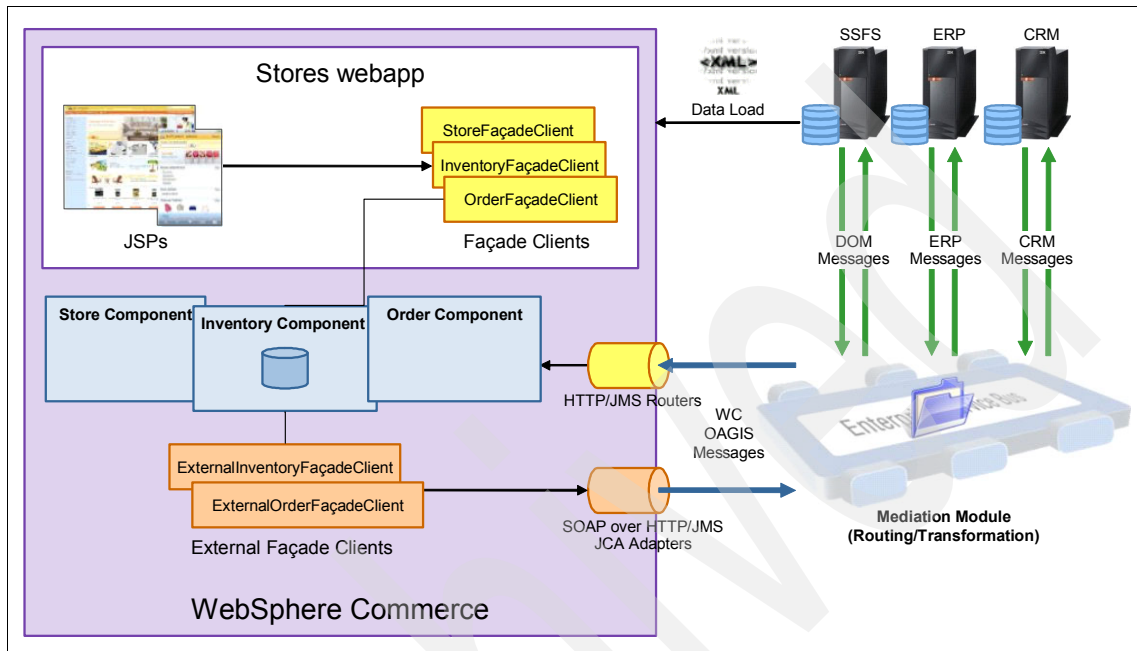 Stores webapp
JSPs
StoreFaçadeClient
InventoryFaçadeClient
OrderFaçadeClient
Façade Clients
Store Component
Inventory Component
Order Component
ExternalInventoryFaçadeClient
ExternalOrderFaçadeClient
External Façade Clients
WebSphere Commerce
<XML>
XML
Data Load
SSFS
ERP
CRM
DOM
Messages
ERP
Messages
CRM
Messages
HTTP/JMS Routers
WC
OAGIS
Messages
SOAP over HTTP/JMS
JCA Adapters
Mediation Module
(Routing/Transformation)